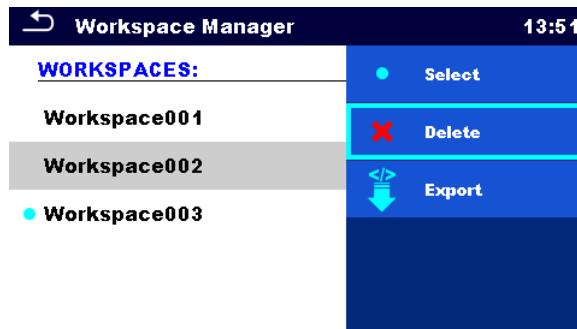 Workspace Manager 13:51
WORKSPACES:
Select
Workspace001
Delete
Workspace002
</>
Export
Workspace003